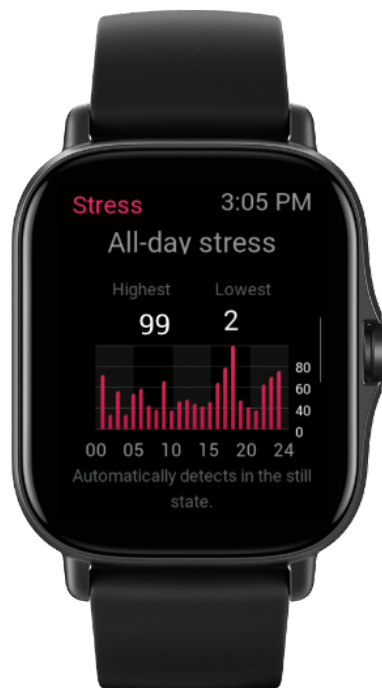 Stress 3:05 PM
All-day stress
Highest Lowest
99 2
80
60
40
0
00 05 10 15 20 24
Automatically detects in the still
state.